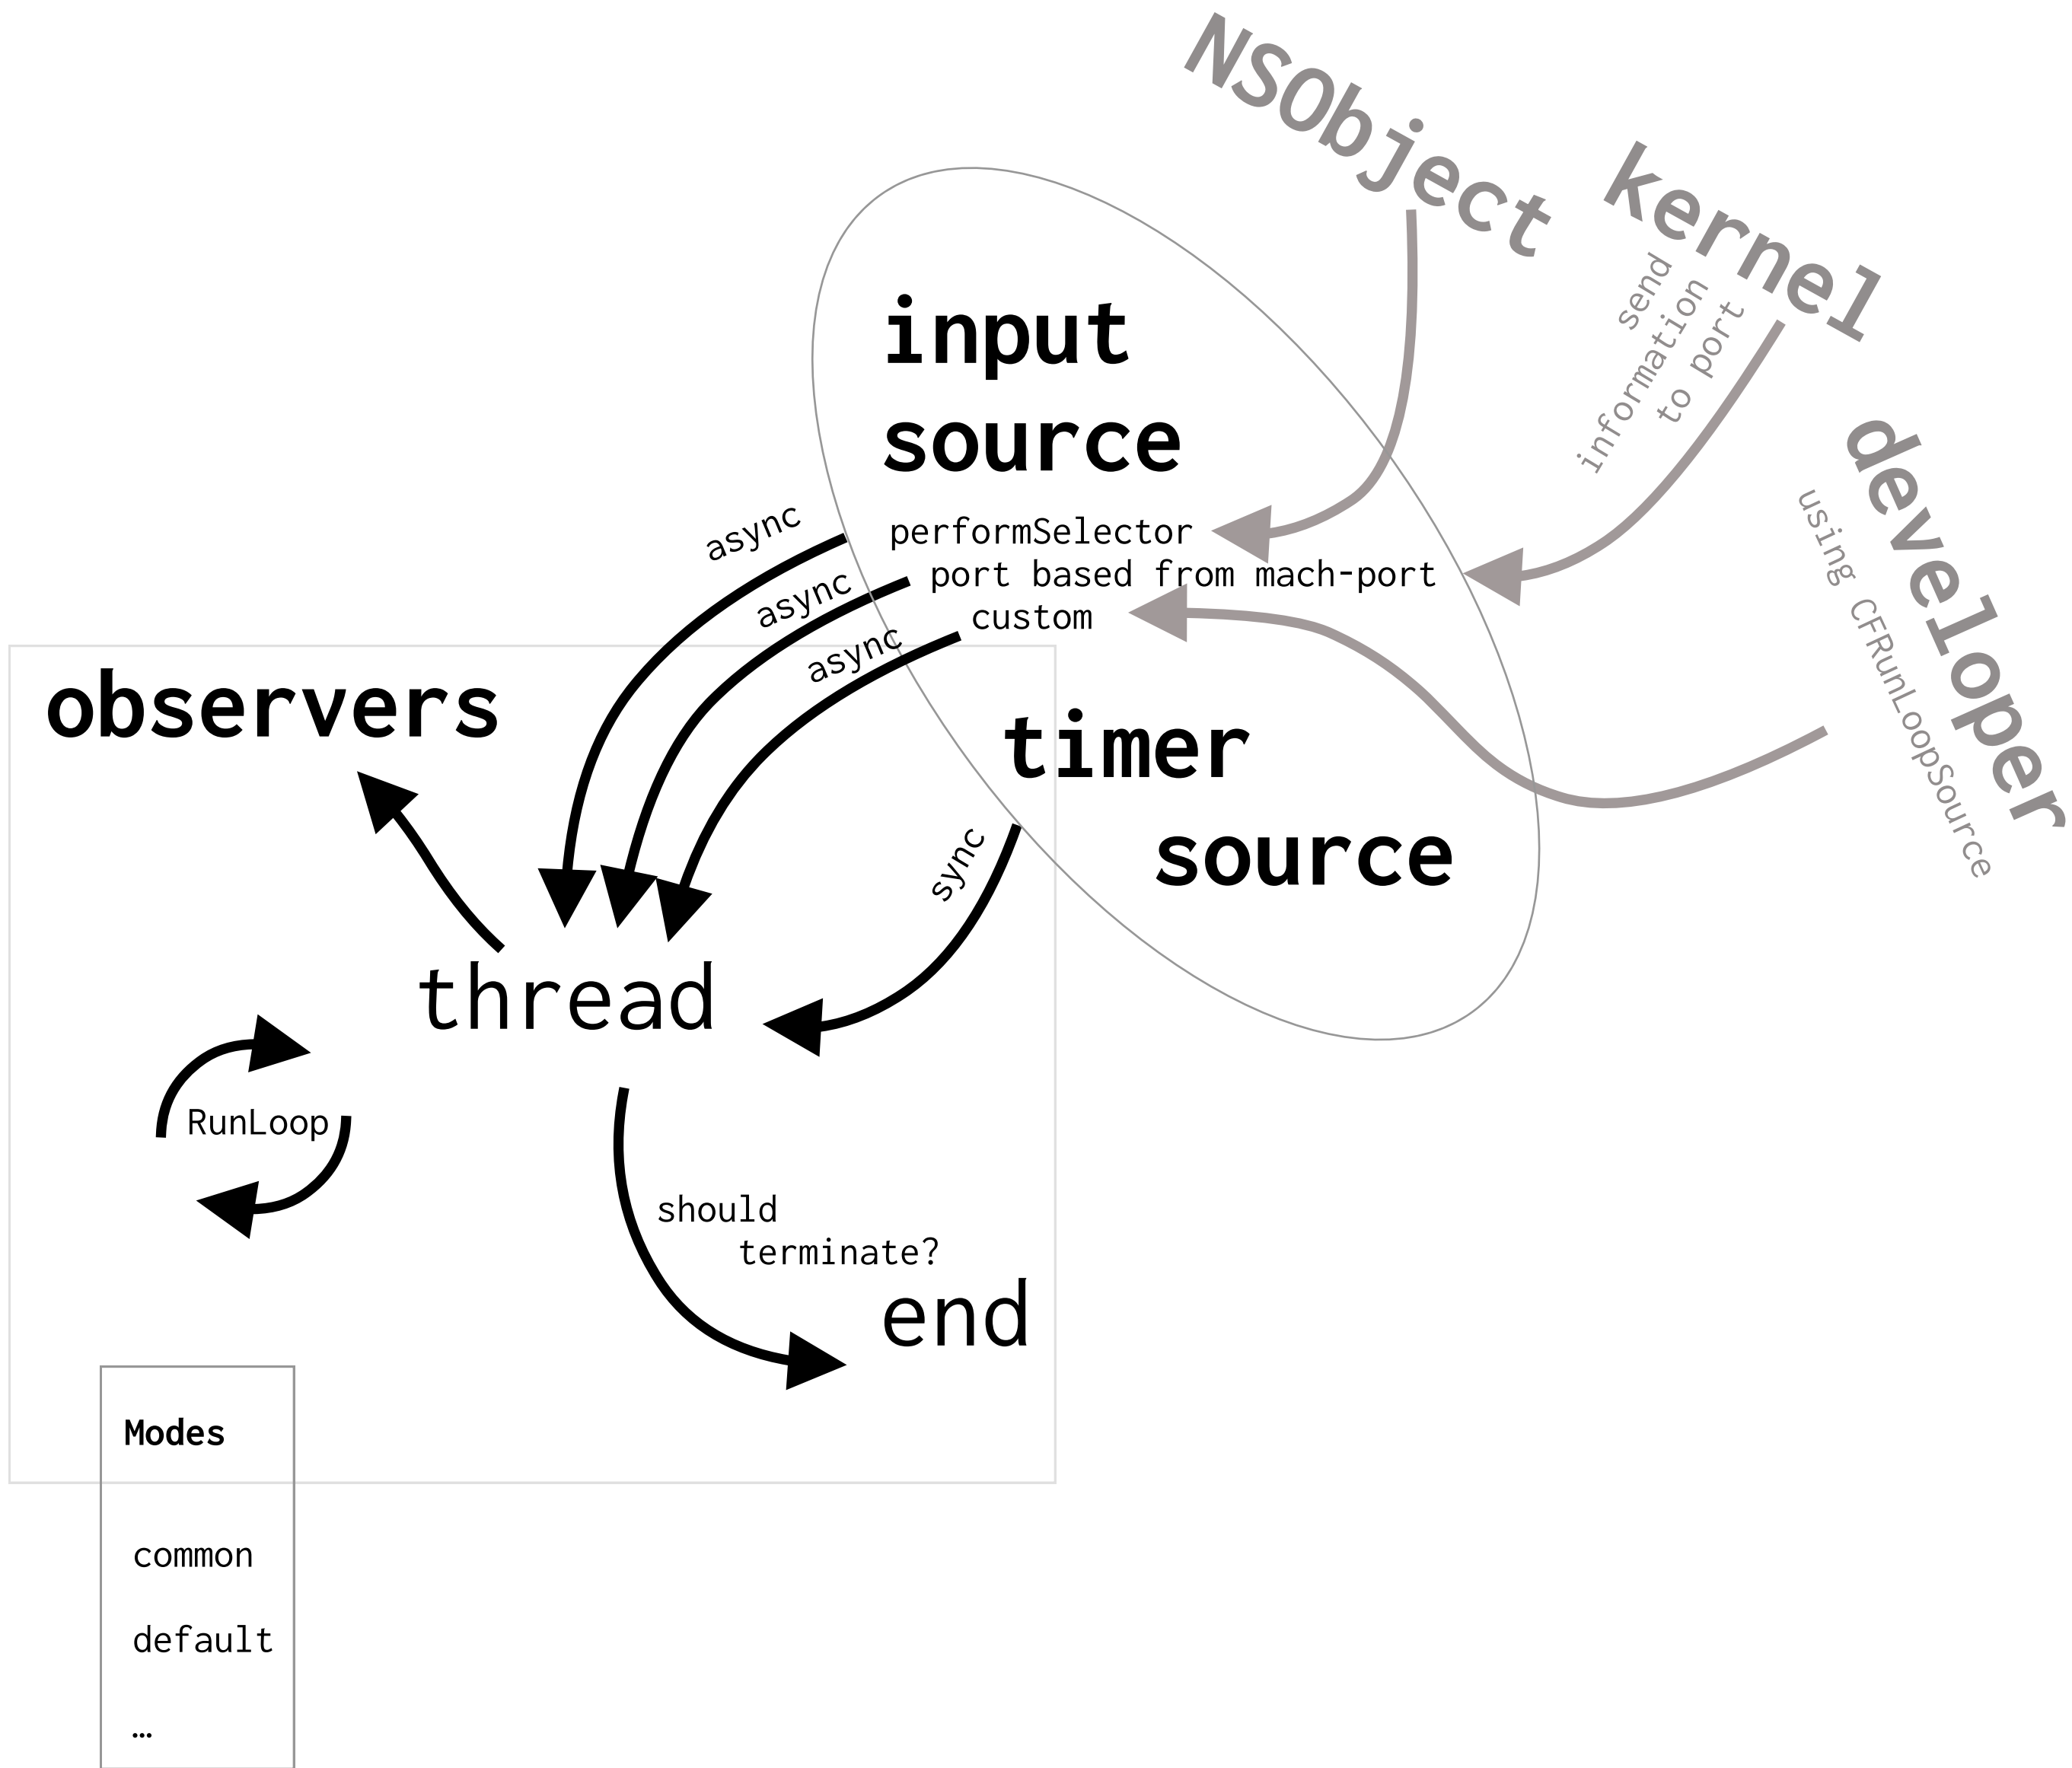 NSObject
kernel
send
information
to port
developer
using CFRunLoopSource
input
source
performSelector
port based from mach-port
custom
async
async
async
timer
source
sync
observers
thread
RunLoop
should
terminate?
end
Modes
common
default
…